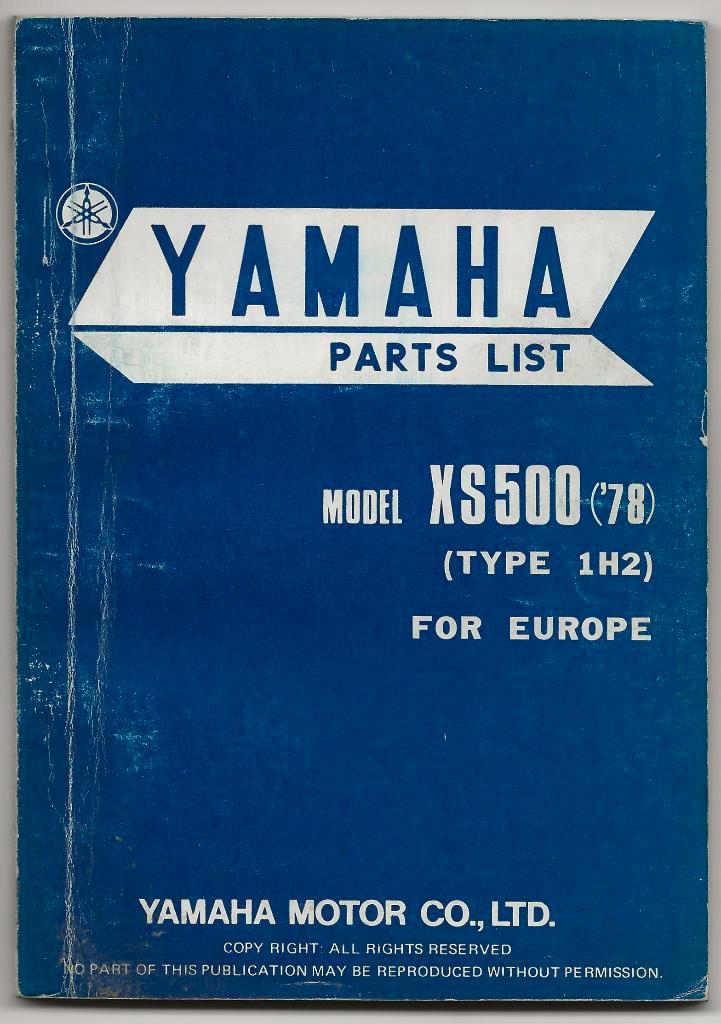 YAMAHA
PARTS LIST
MODEL XS500 ('78)
(TYPE 1H2)
FOR EUROPE
YAMAHA MOTOR CO., LTD.
COPY RIGHT: ALL RIGHTS RESERVED
NO PART OF THIS PUBLICATION MAY BE REPRODUCED WITHOUT PERMISSION.